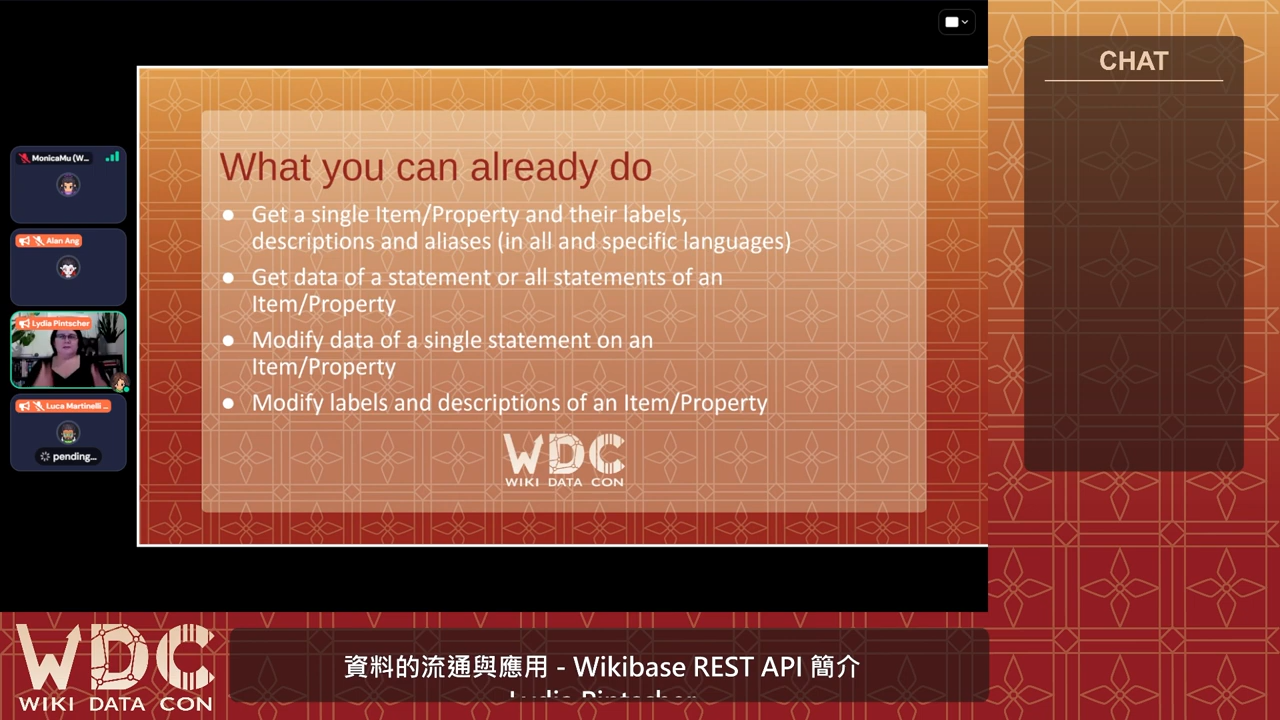 MonicaMu (W...
Alan Ang
Lydia Pintscher
Luca Martinelli ...
pending...
What you can already do
● Get a single Item/Property and their labels,
descriptions and aliases (in all and specific languages)
● Get data of a statement or all statements of an
Item/Property
● Modify data of a single statement on an
Item/Property
● Modify labels and descriptions of an Item/Property
WDC
WIKI DATA CON
CHAT
WDC
WIKI DATA CON
資料的流通與應用 - Wikibase REST API 簡介
Lydia Pintscher